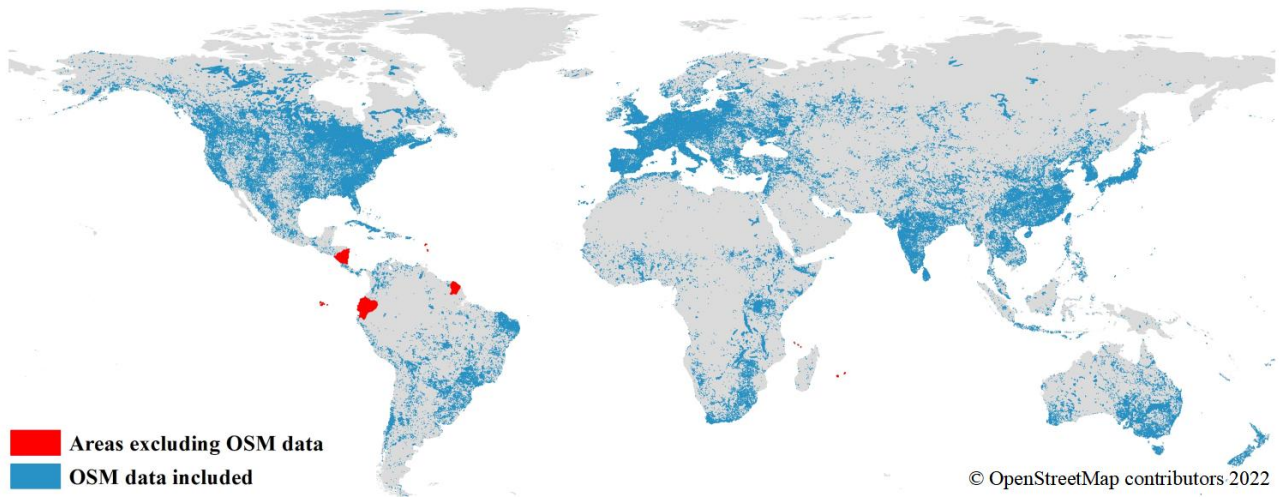 Areas excluding OSM data
OSM data included
© OpenStreetMap contributors 2022